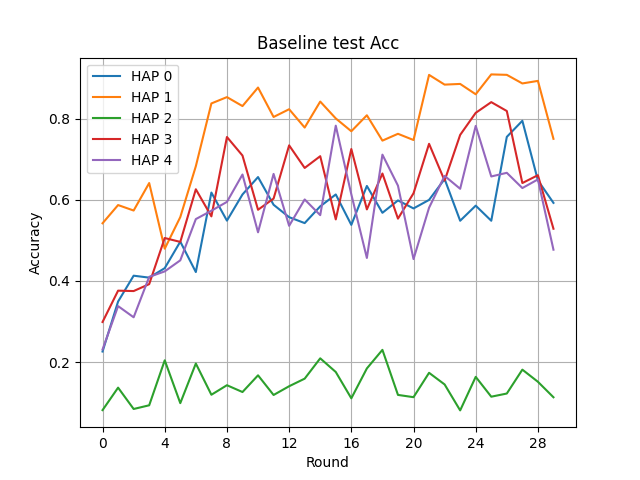 Baseline test Acc
HAP 0
HAP 1
HAP 2
HAP 3
HAP 4
Accuracy
0.8
0.6
0.4
0.2
0 4 8 12 16 20 24 28
Round